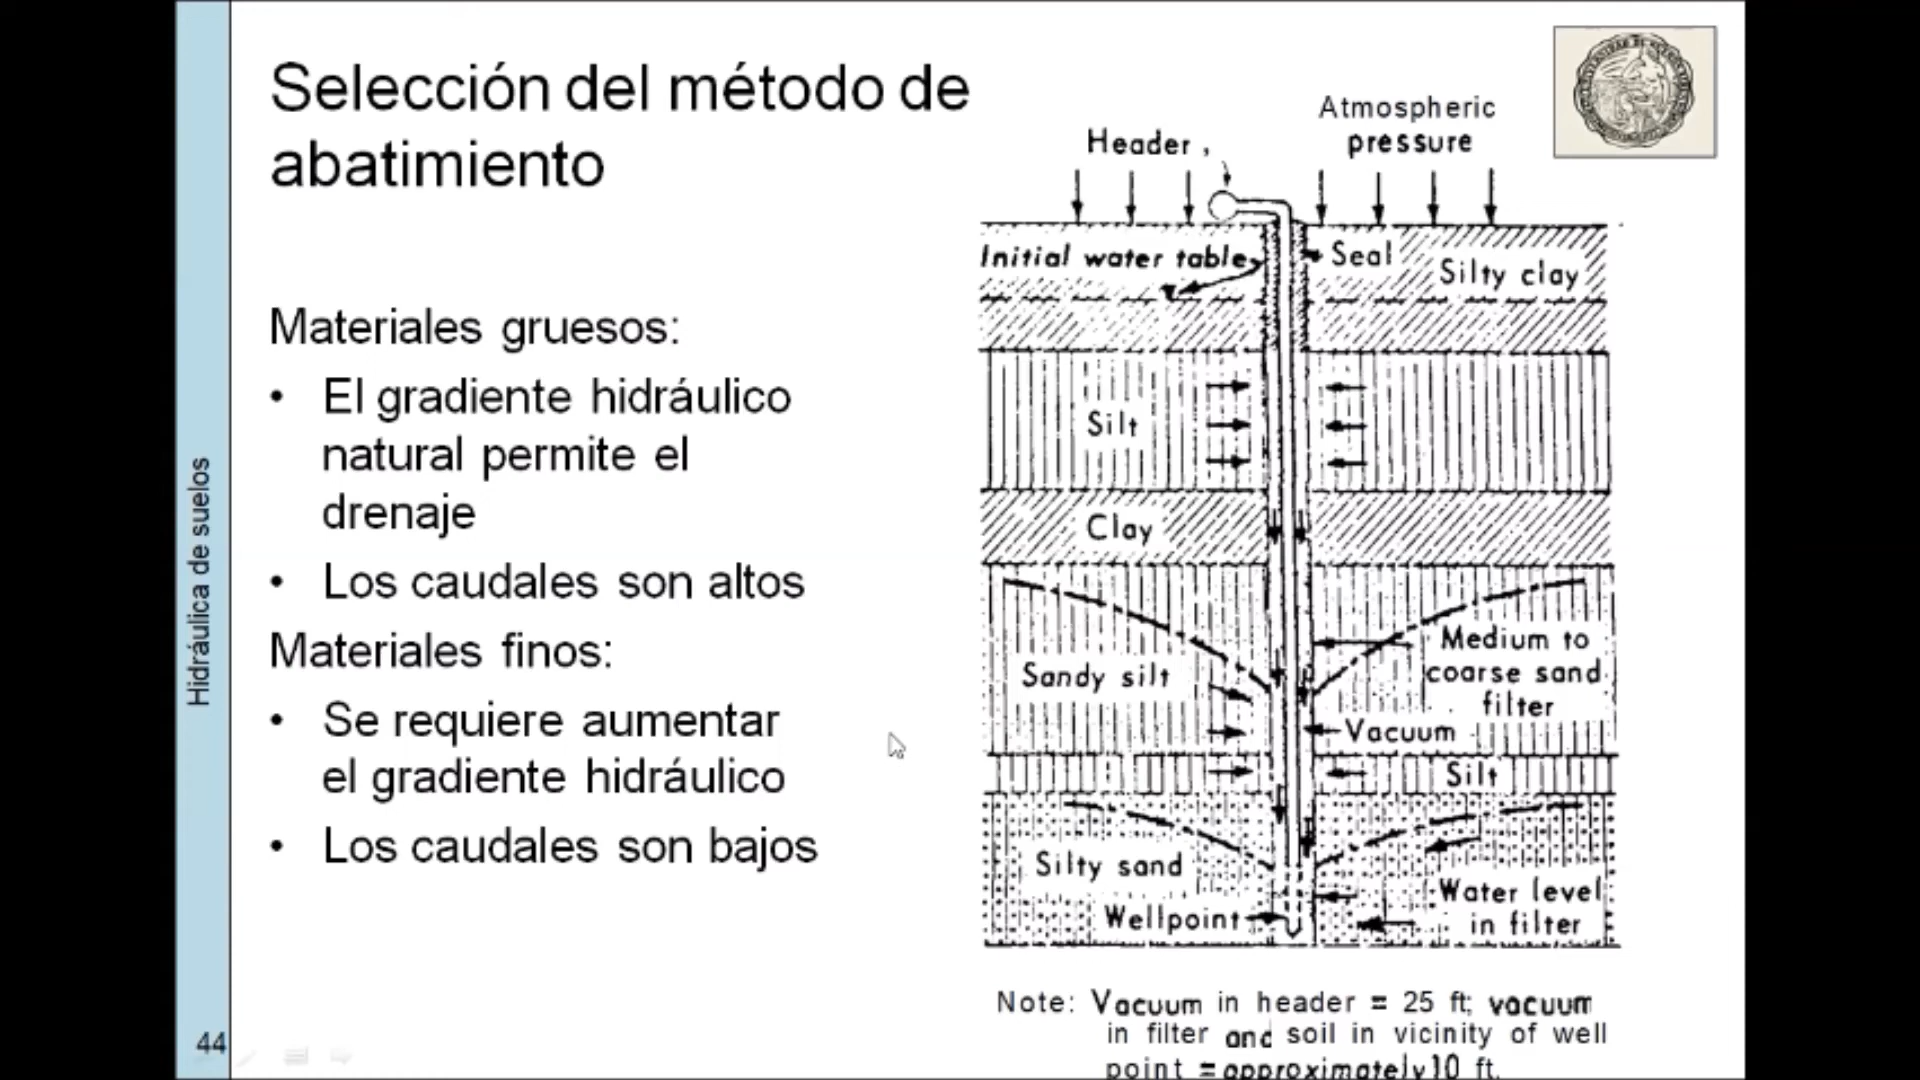 Selección del método de
abatimiento
Materiales gruesos:
• El gradiente hidráulico
natural permite el
drenaje
• Los caudales son altos
Materiales finos:
• Se requiere aumentar
el gradiente hidráulico
• Los caudales son bajos
Hidráulica de suelos
44
Atmospheric
pressure
Header
Initial water table
Seal
Silty clay
Silt
Clay
Medium to
coarse sand
filter
Sandy silt
Vacuum
Silt
Silty sand
Water level
in filter
Wellpoint
Note: Vacuum in header = 25 ft; vacuum
in filter and soil in vicinity of well
point = approximately 10 ft.